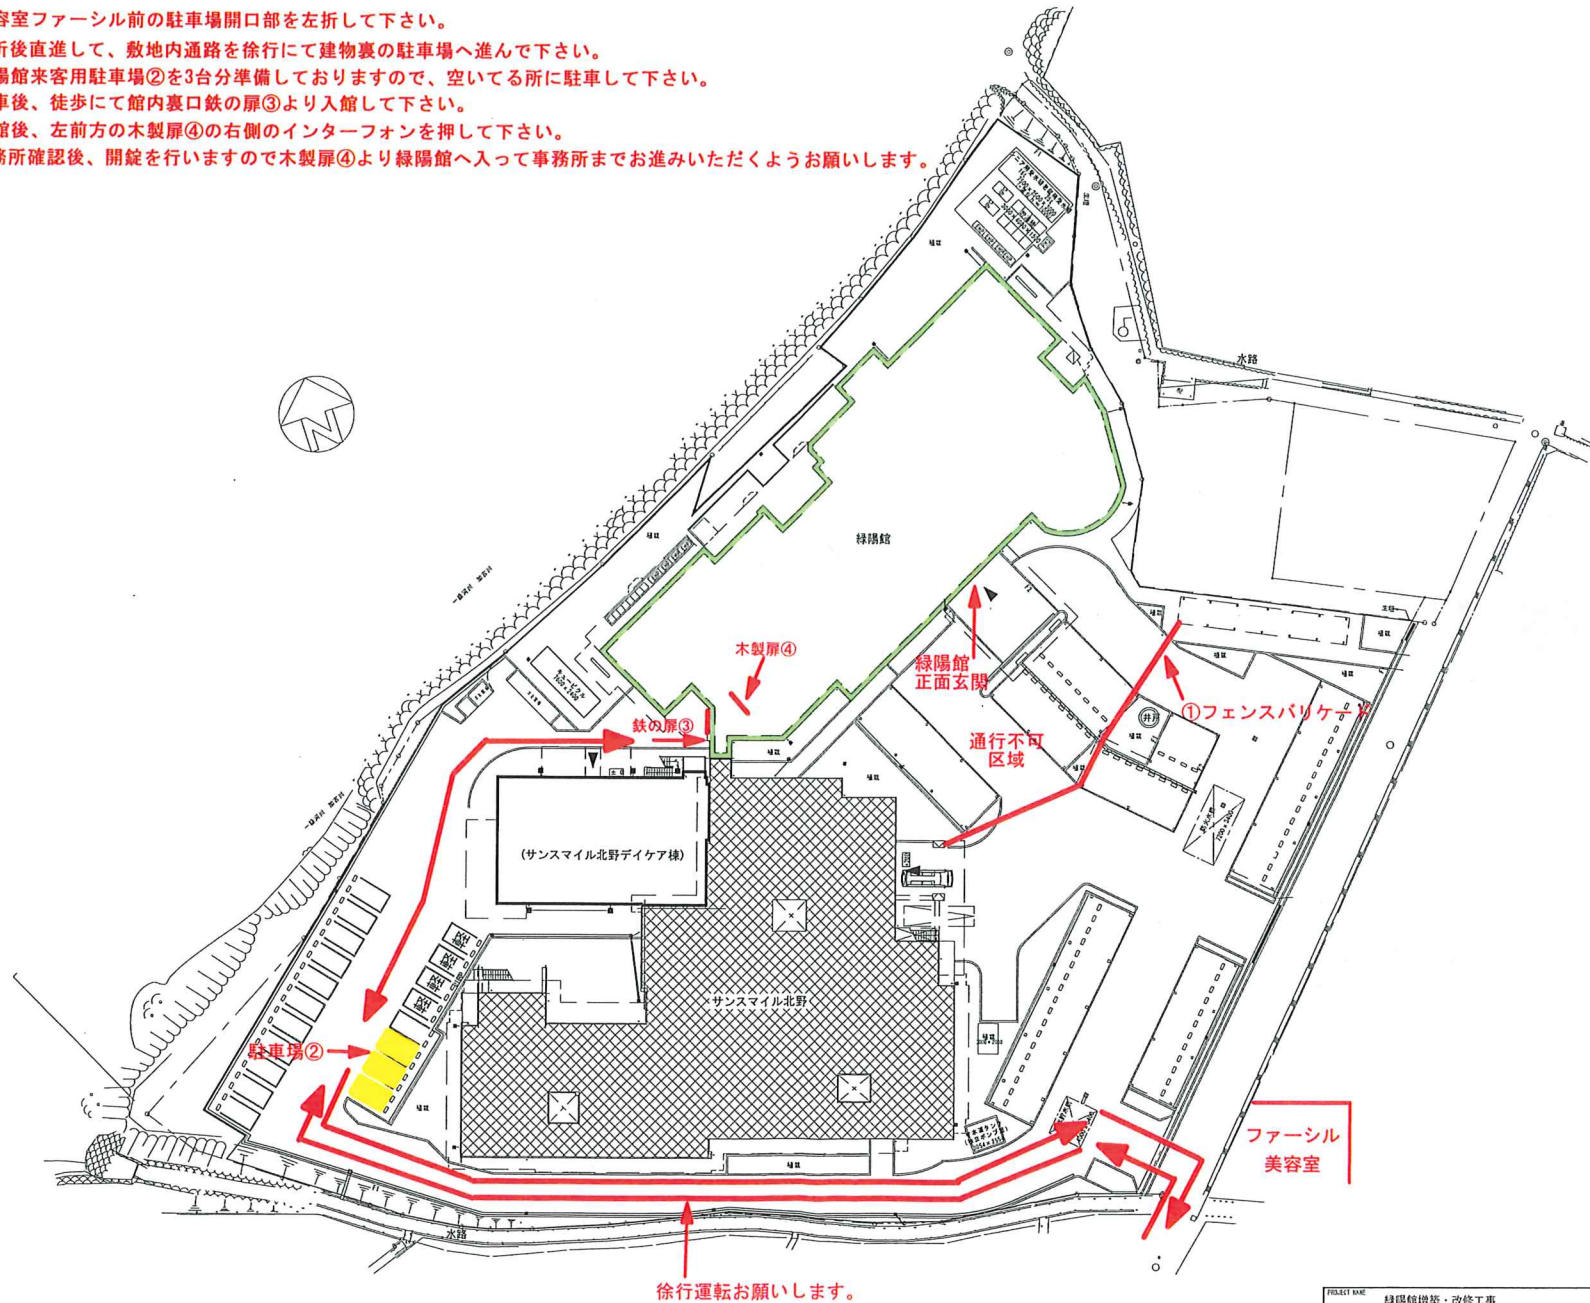 容室ファーシル前の駐車場開口部を左折して下さい。
折後直進して、敷地内通路を徐行にて建物裏の駐車場へ進んで下さい。
陽館来客用駐車場②を3台分準備しておりますので、空いてる所に駐車して下さい。
車後、徒歩にて館内裏口鉄の扉③より入館して下さい。
館後、左前方の木製扉④の右側のインターフォンを押して下さい。
務所確認後、開錠を行いますので木製扉④より緑陽館へ入って事務所までお進みいただくようお願いします。
水路
N
緑陽館
木製扉④
緑陽館
正面玄関
①フェンスバリケード
鉄の扉③
通行不可
区域
井戸
キュービクル
(サンスマイル北野デイケア棟)
サンスマイル北野
駐車場②
植栽
ファーシル
美容室
水路
徐行運転お願いします。
PROJECT NAME
緑陽館増築・改修工事